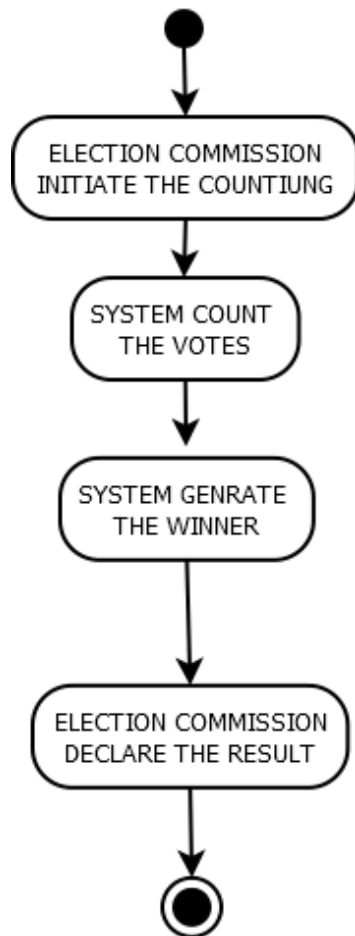 ELECTION COMMISSION
INITIATE THE COUNTIUNG
SYSTEM COUNT
THE VOTES
SYSTEM GENRATE
THE WINNER
ELECTION COMMISSION
DECLARE THE RESULT